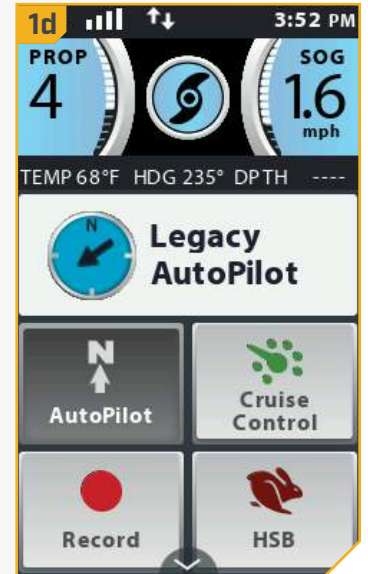 1d 3:52 PM
PROP SOG
4 1.6
mph
TEMP 68°F HDG 235° DPTH ----
N
Legacy
AutoPilot
N
AutoPilot
Cruise
Control
Record HSB